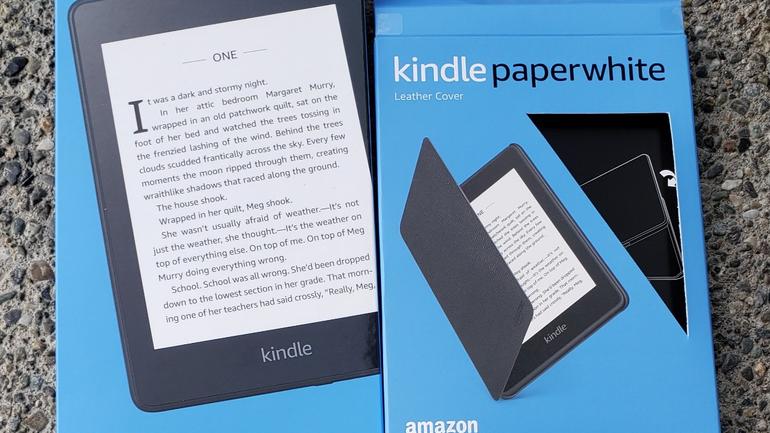 ONE
It was a dark and stormy night.
In her attic bedroom Margaret Murry,
wrapped in an old patchwork quilt, sat on the
foot of her bed and watched the trees tossing in
the frenzied lashing of the wind. Behind the trees
clouds scudded frantically across the sky. Every few
moments the moon ripped through them, creating
wraithlike shadows that raced along the ground.
The house shook.
Wrapped in her quilt, Meg shook.
She wasn't usually afraid of weather.—It's not
just the weather, she thought.—It's the weather on
top of everything else. On top of me. On top of Meg
Murry doing everything wrong.
School. School was all wrong. She'd been dropped
down to the lowest section in her grade. That morn-
ing one of her teachers had said crossly, "Really, Meg,
kindle
kindle paperwhite
Leather Cover
ONE
kindle
amazon